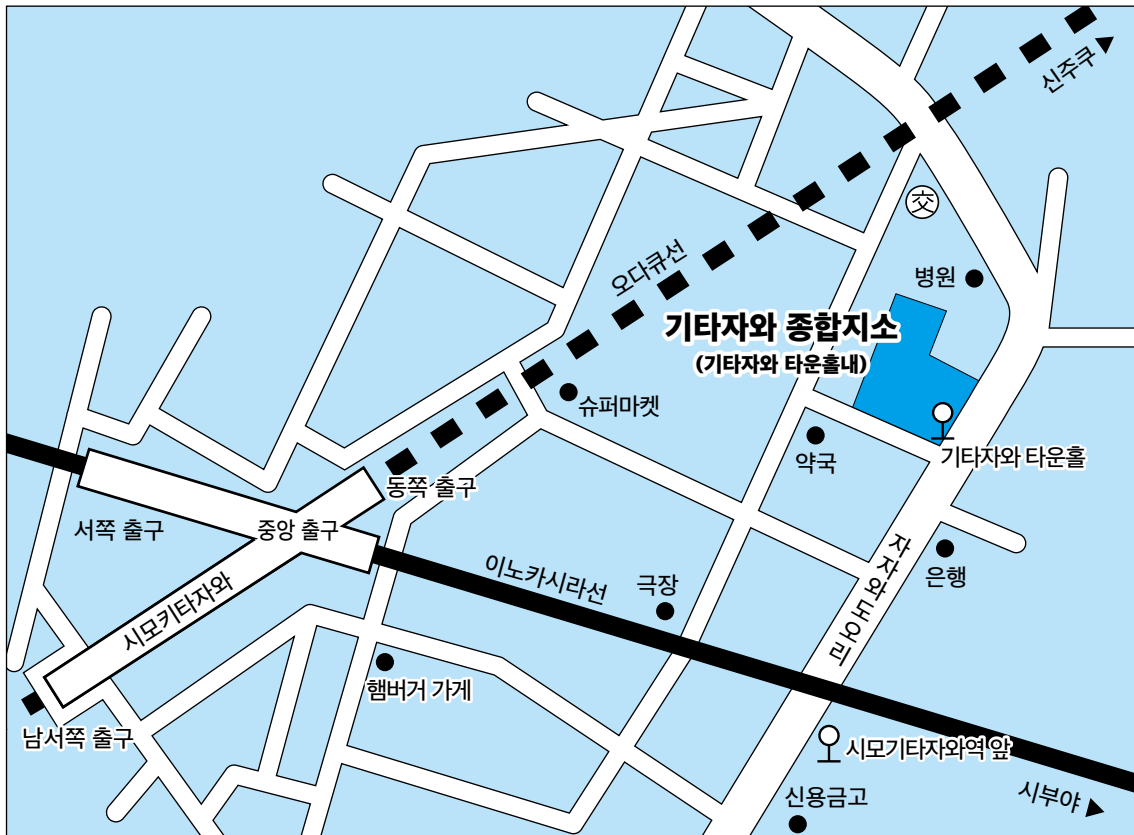 신주쿠
交
오다큐선
병원
기타자와 종합지소
(기타자와 타운홀내)
슈퍼마켓
약국
기타자와 타운홀
동쪽 출구
서쪽 출구
중앙 출구
시모키타자와
이노카시라선
극장
자자와도오리
은행
햄버거 가게
남서쪽 출구
시모기타자와역 앞
시부야
신용금고